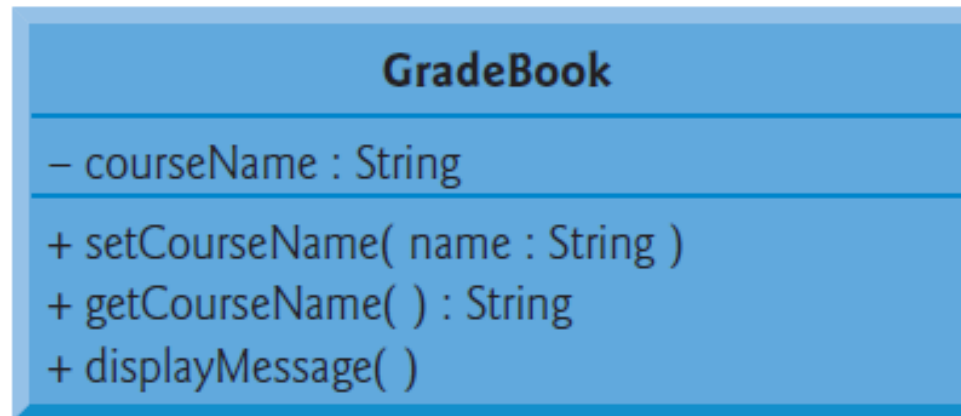 GradeBook
– courseName : String
+ setCourseName( name : String )
+ getCourseName( ) : String
+ displayMessage( )